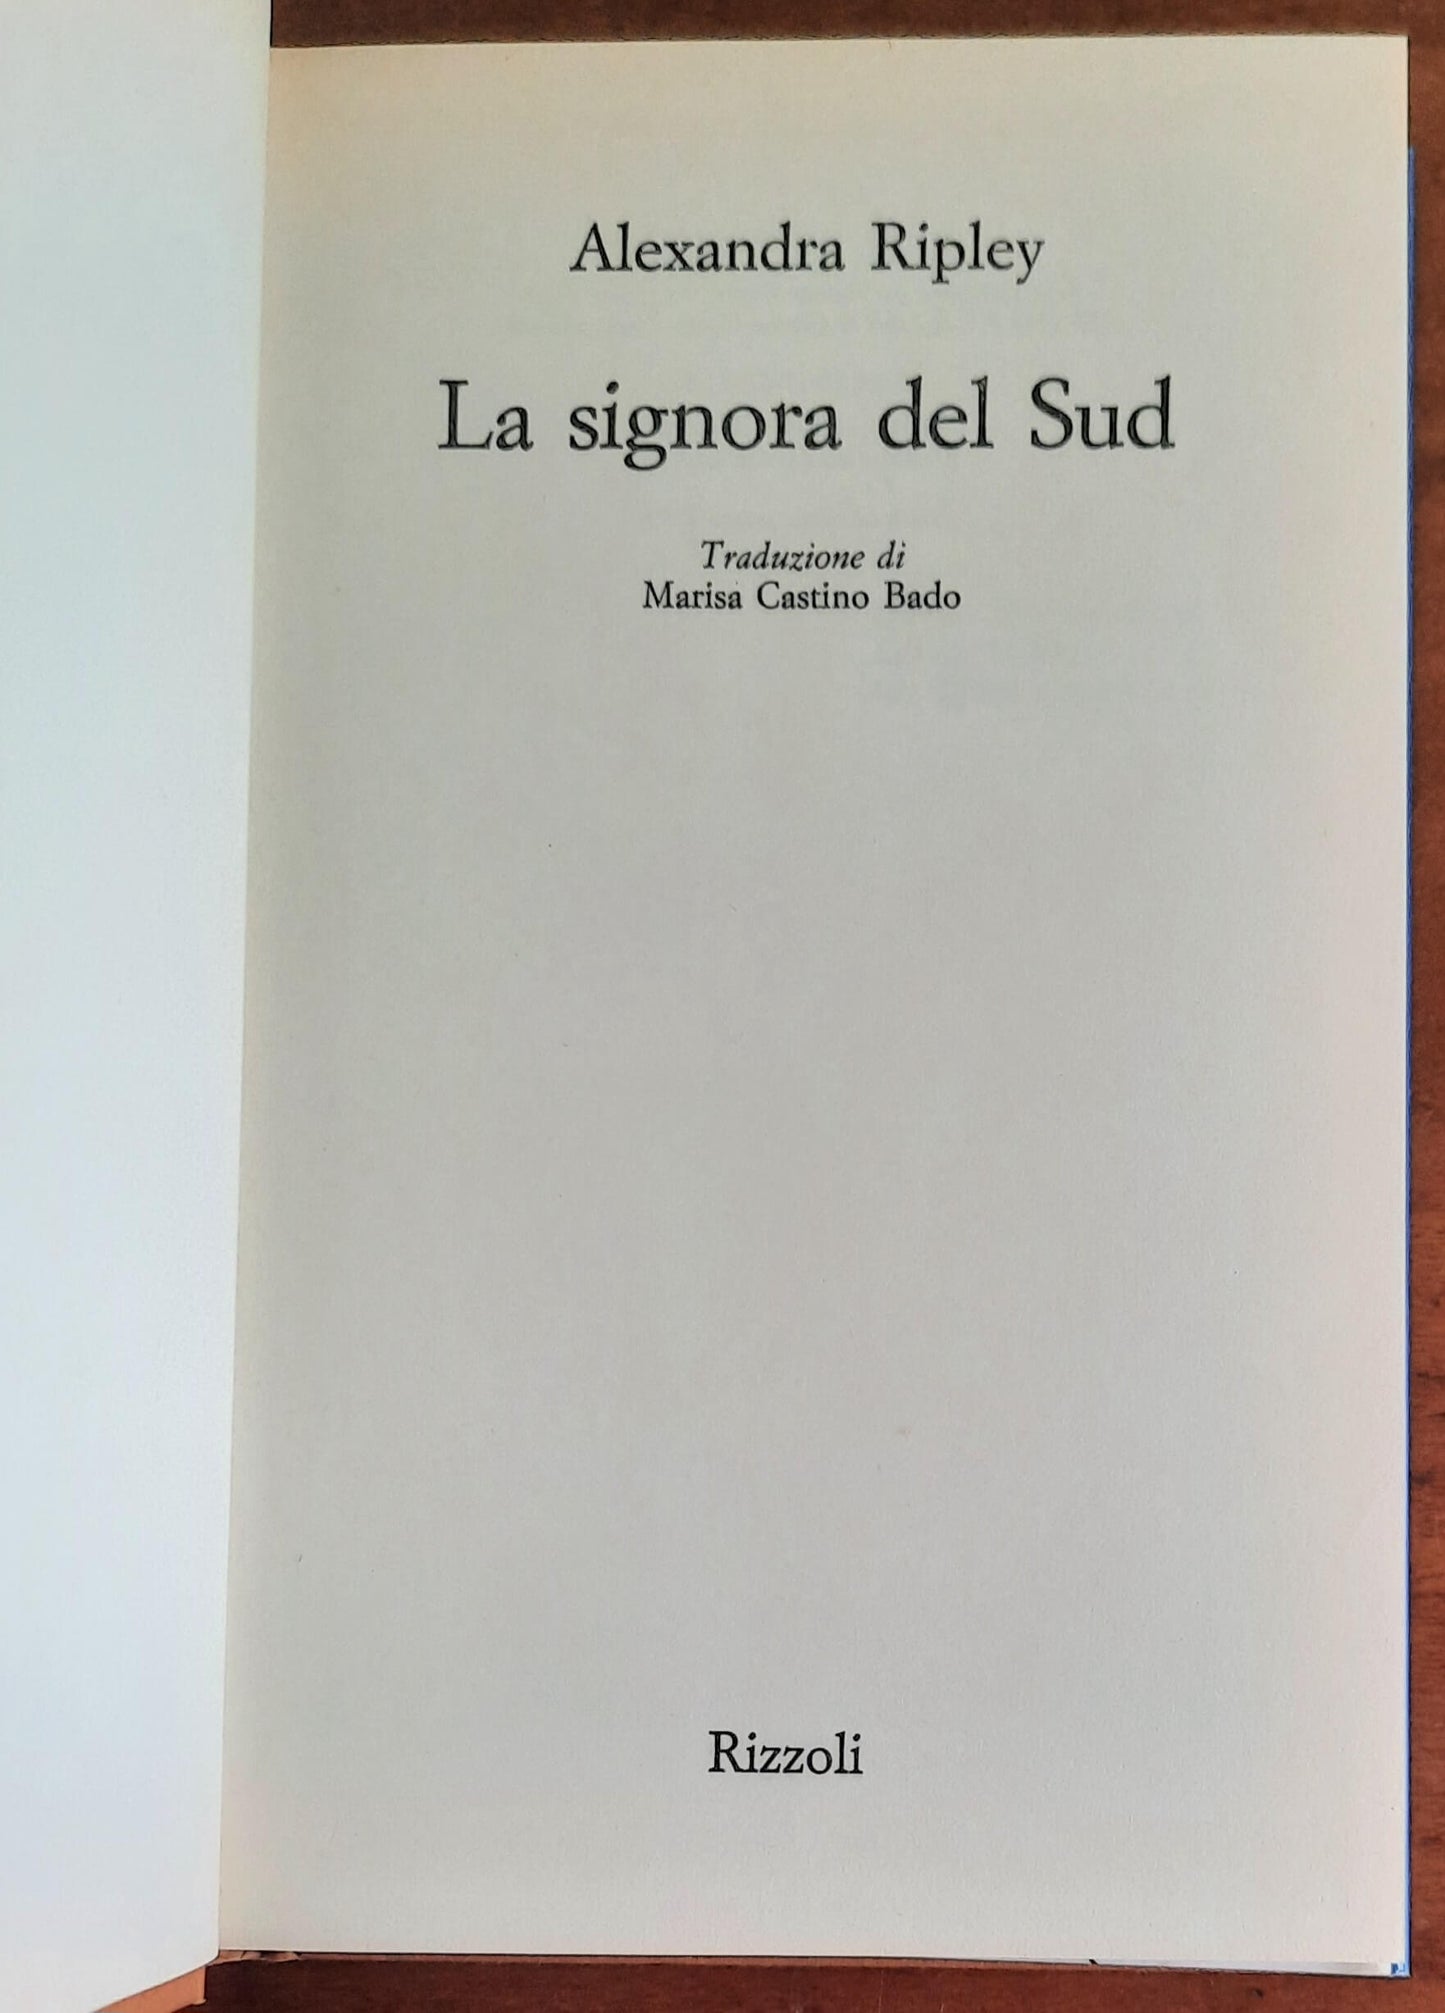 Alexandra Ripley
La signora del Sud
Traduzione di
Marisa Castino Bado
Rizzoli